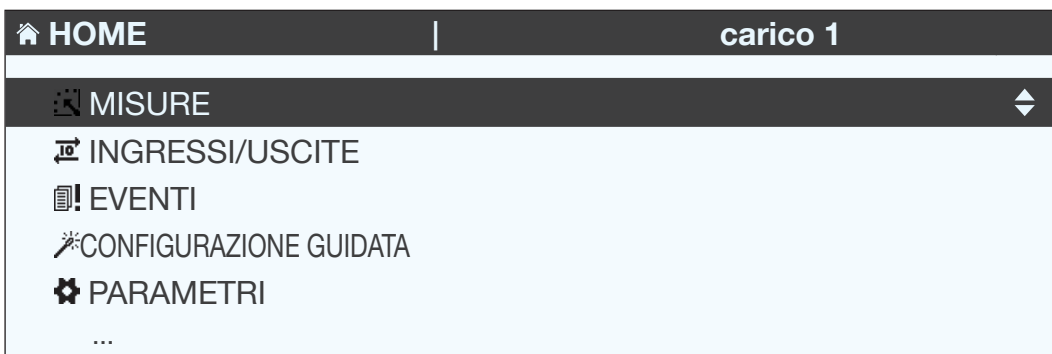 HOME | carico 1
MISURE
INGRESSI/USCITE
EVENTI
CONFIGURAZIONE GUIDATA
PARAMETRI
...